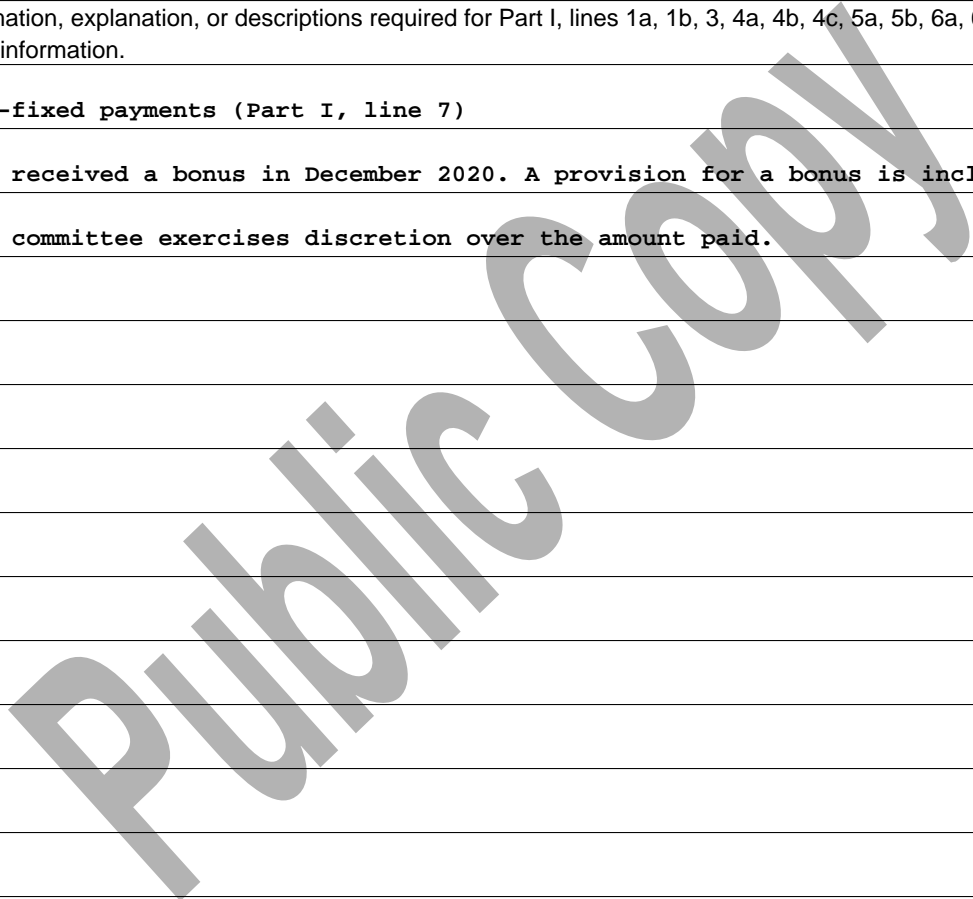 nation, explanation, or descriptions required for Part I, lines 1a, 1b, 3, 4a, 4b, 4c, 5a, 5b, 6a,
information.
-fixed payments (Part I, line 7)
received a bonus in December 2020. A provision for a bonus is incl
committee exercises discretion over the amount paid.
Public Copy